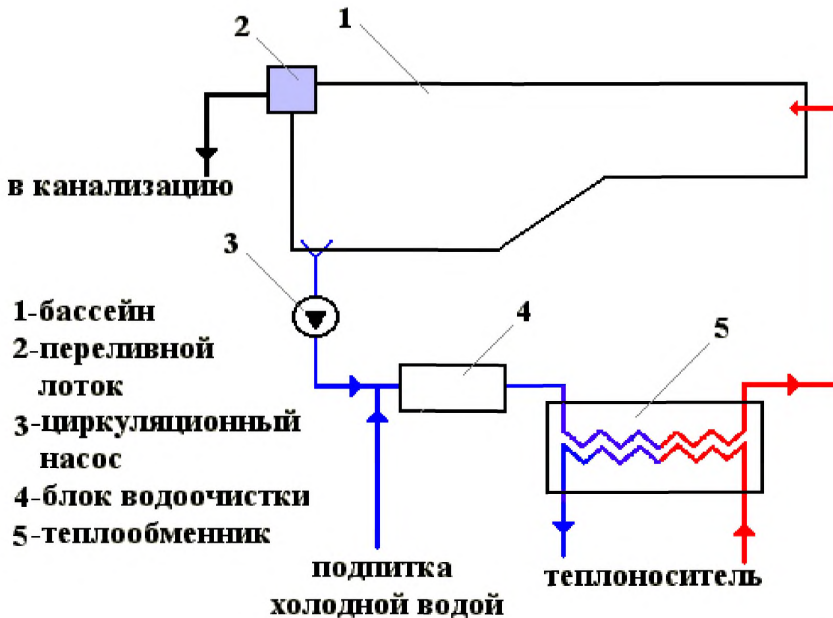 2
1
в канализацию
3
1-бассейн
2-переливной
лоток
3-циркуляционный
насос
4-блок водоочистки
5-теплообменник
4
5
подпитка
холодной водой
теплоноситель